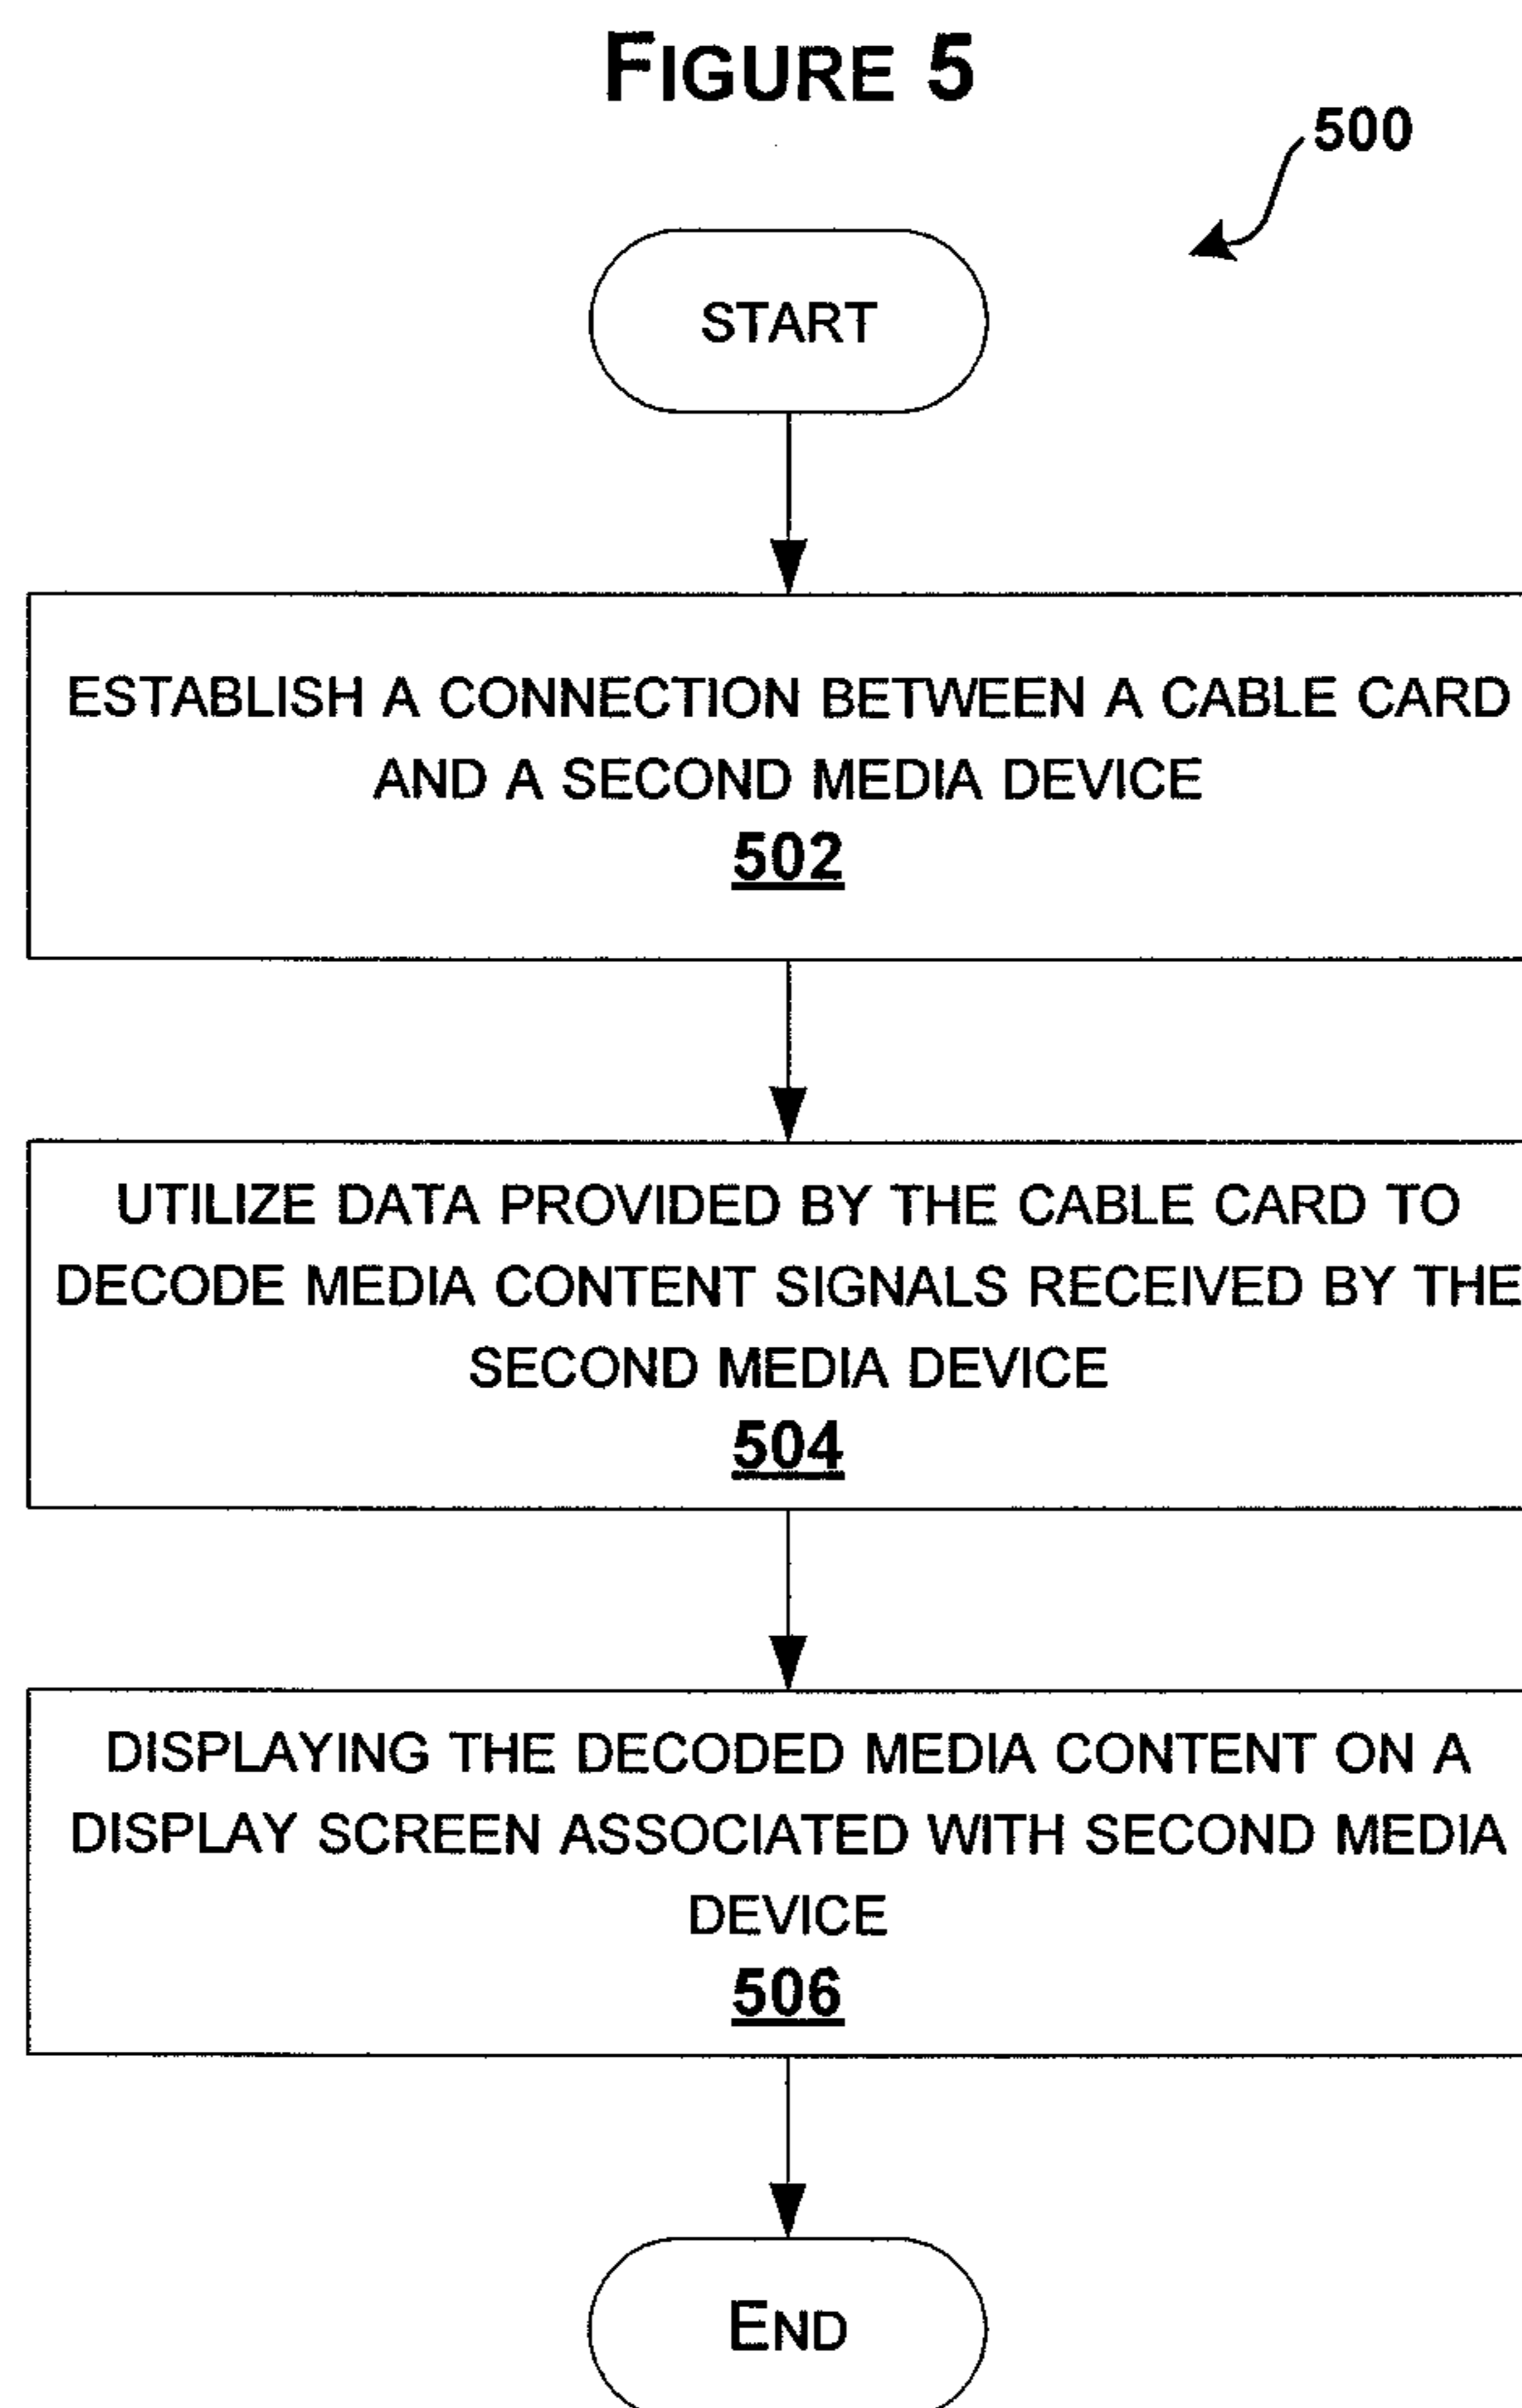 FIGURE 5
500
START
ESTABLISH A CONNECTION BETWEEN A CABLE CARD
AND A SECOND MEDIA DEVICE
502
UTILIZE DATA PROVIDED BY THE CABLE CARD TO
DECODE MEDIA CONTENT SIGNALS RECEIVED BY THE
SECOND MEDIA DEVICE
504
DISPLAYING THE DECODED MEDIA CONTENT ON A
DISPLAY SCREEN ASSOCIATED WITH SECOND MEDIA
DEVICE
506
END